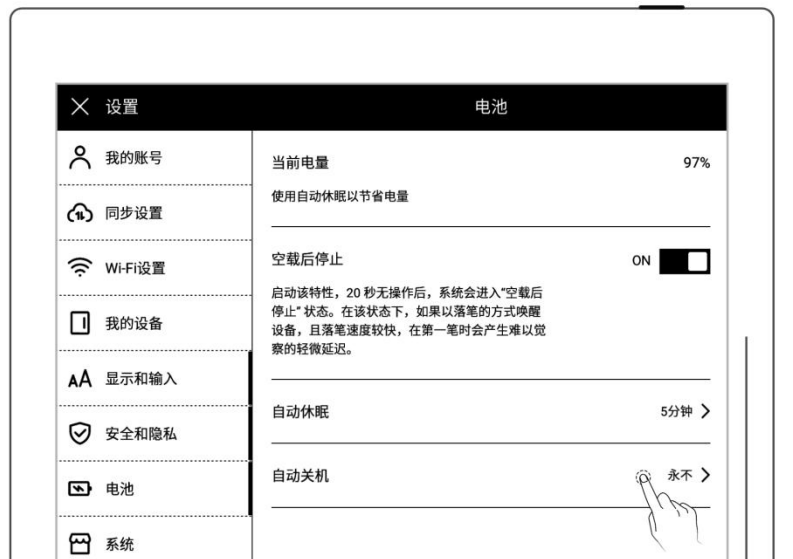 设置
电池
我的账号
同步设置
Wi-Fi设置
我的设备
显示和输入
安全和隐私
电池
系统
当前电量 97%
使用自动休眠以节省电量
空载后停止 ON
启动该特性，20 秒无操作后，系统会进入"空载后
停止" 状态。在该状态下，如果以落笔的方式唤醒
设备，且落笔速度较快，在第一笔时会产生难以觉
察的轻微延迟。
自动休眠 5分钟
自动关机 永不